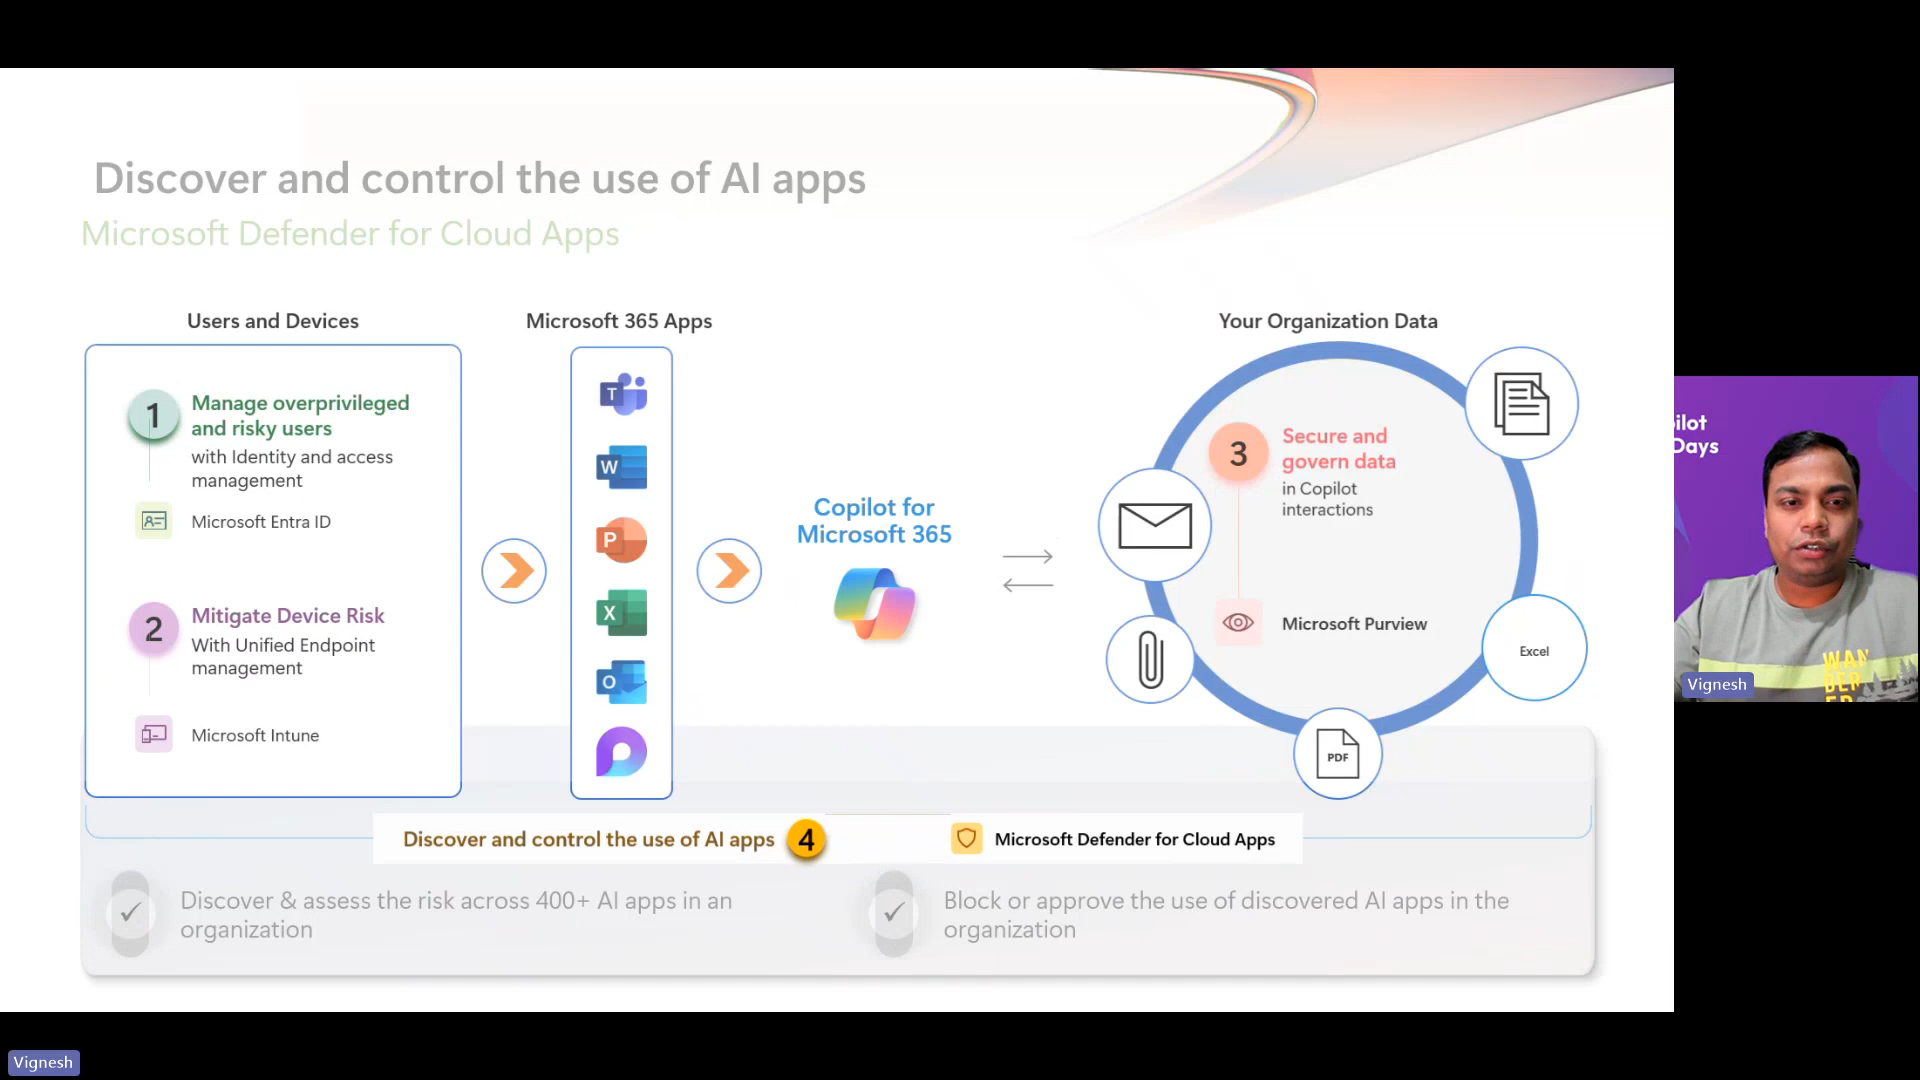 Discover and control the use of AI apps
Microsoft Defender for Cloud Apps
Users and Devices
1
Manage overprivileged
and risky users
with Identity and access
management
Microsoft Entra ID
2
Mitigate Device Risk
With Unified Endpoint
management
Microsoft Intune
Microsoft 365 Apps
T
W
P
X
O
Copilot for
Microsoft 365
Your Organization Data
3
Secure and
govern data
in Copilot
interactions
Microsoft Purview
Excel
PDF
Discover and control the use of AI apps 4
Microsoft Defender for Cloud Apps
Discover & assess the risk across 400+ AI apps in an
organization
Block or approve the use of discovered AI apps in the
organization
ilot
Days
WAN
DER
Vignesh
Vignesh